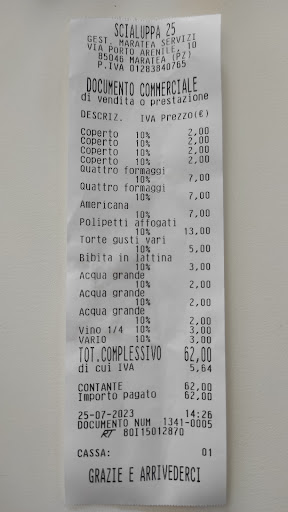 SCIALUPPA 25
GEST. MARATEA SERVIZI
VIA PORTO ARENILE, 10
85046 MARATEA (PZ)
P.IVA 01283840765
DOCUMENTO COMMERCIALE
di vendita o prestazione
DESCRIZ. IVA Prezzo(€)
Coperto 10% 2,00
Coperto 10% 2,00
Coperto 10% 2,00
Coperto 10% 2,00
Quattro formaggi
10% 7,00
Quattro formaggi
10% 7,00
Americana
10% 7,00
Polipetti affogati
10% 13,00
Torte gusti vari
10% 5,00
Bibita in lattina
10% 3,00
Acqua grande
10% 2,00
Acqua grande
10% 2,00
Acqua grande
10% 2,00
Vino 1/4 10% 3,00
VARIO 10% 3,00
TOT.COMPLESSIVO 62,00
di cui IVA 5,64
CONTANTE 62,00
Importo pagato 62,00
25-07-2023 14:26
DOCUMENTO NUM 1341-0005
RT 80I15012870
CASSA: 01
GRAZIE E ARRIVEDERCI